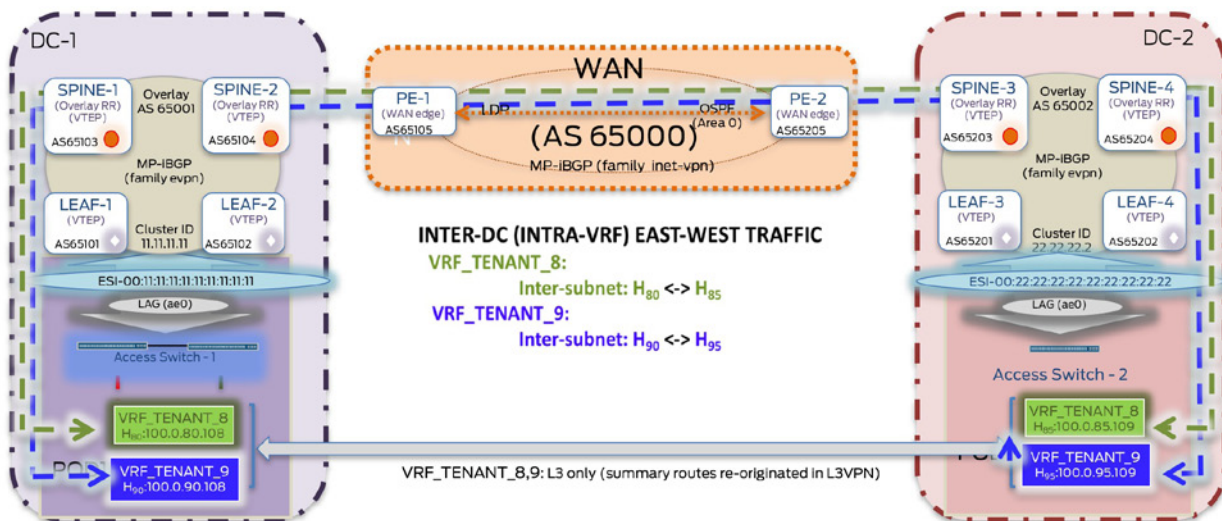 DC-1
SPINE-1
(Overlay RR)
(VTEP)
AS65103
Overlay
AS 65001
SPINE-2
(Overlay RR)
(VTEP)
AS65104
MP-iBGP
(family evpn)
LEAF-1
(VTEP)
AS65101
Cluster ID
11.11.11.11
LEAF-2
(VTEP)
AS65102
ESI-00:11:11:11:11:11:11:11:11:11
LAG (ae0)
Access Switch - 1
VRF_TENANT_8
H80:100.0.80.108
VRF_TENANT_9
H90:100.0.90.108
WAN
PE-1
(WAN edge)
AS65105
LDP
OSPF
(Area 0)
PE-2
(WAN edge)
AS65205
(AS 65000)
MP-iBGP (family inet-vpn)
INTER-DC (INTRA-VRF) EAST-WEST TRAFFIC
VRF_TENANT_8:
Inter-subnet: H80 <-> H85
VRF_TENANT_9:
Inter-subnet: H90 <-> H95
VRF_TENANT_8,9: L3 only (summary routes re-originated in L3VPN)
DC-2
SPINE-3
(Overlay RR)
(VTEP)
AS65203
Overlay
AS 65002
SPINE-4
(Overlay RR)
(VTEP)
AS65204
MP-iBGP
(family evpn)
LEAF-3
(VTEP)
AS65201
Cluster ID
22.22.22.2
LEAF-4
(VTEP)
AS65202
ESI-00:22:22:22:22:22:22:22:22:22
LAG (ae0)
Access Switch - 2
VRF_TENANT_8
H85:100.0.85.109
VRF_TENANT_9
H95:100.0.95.109